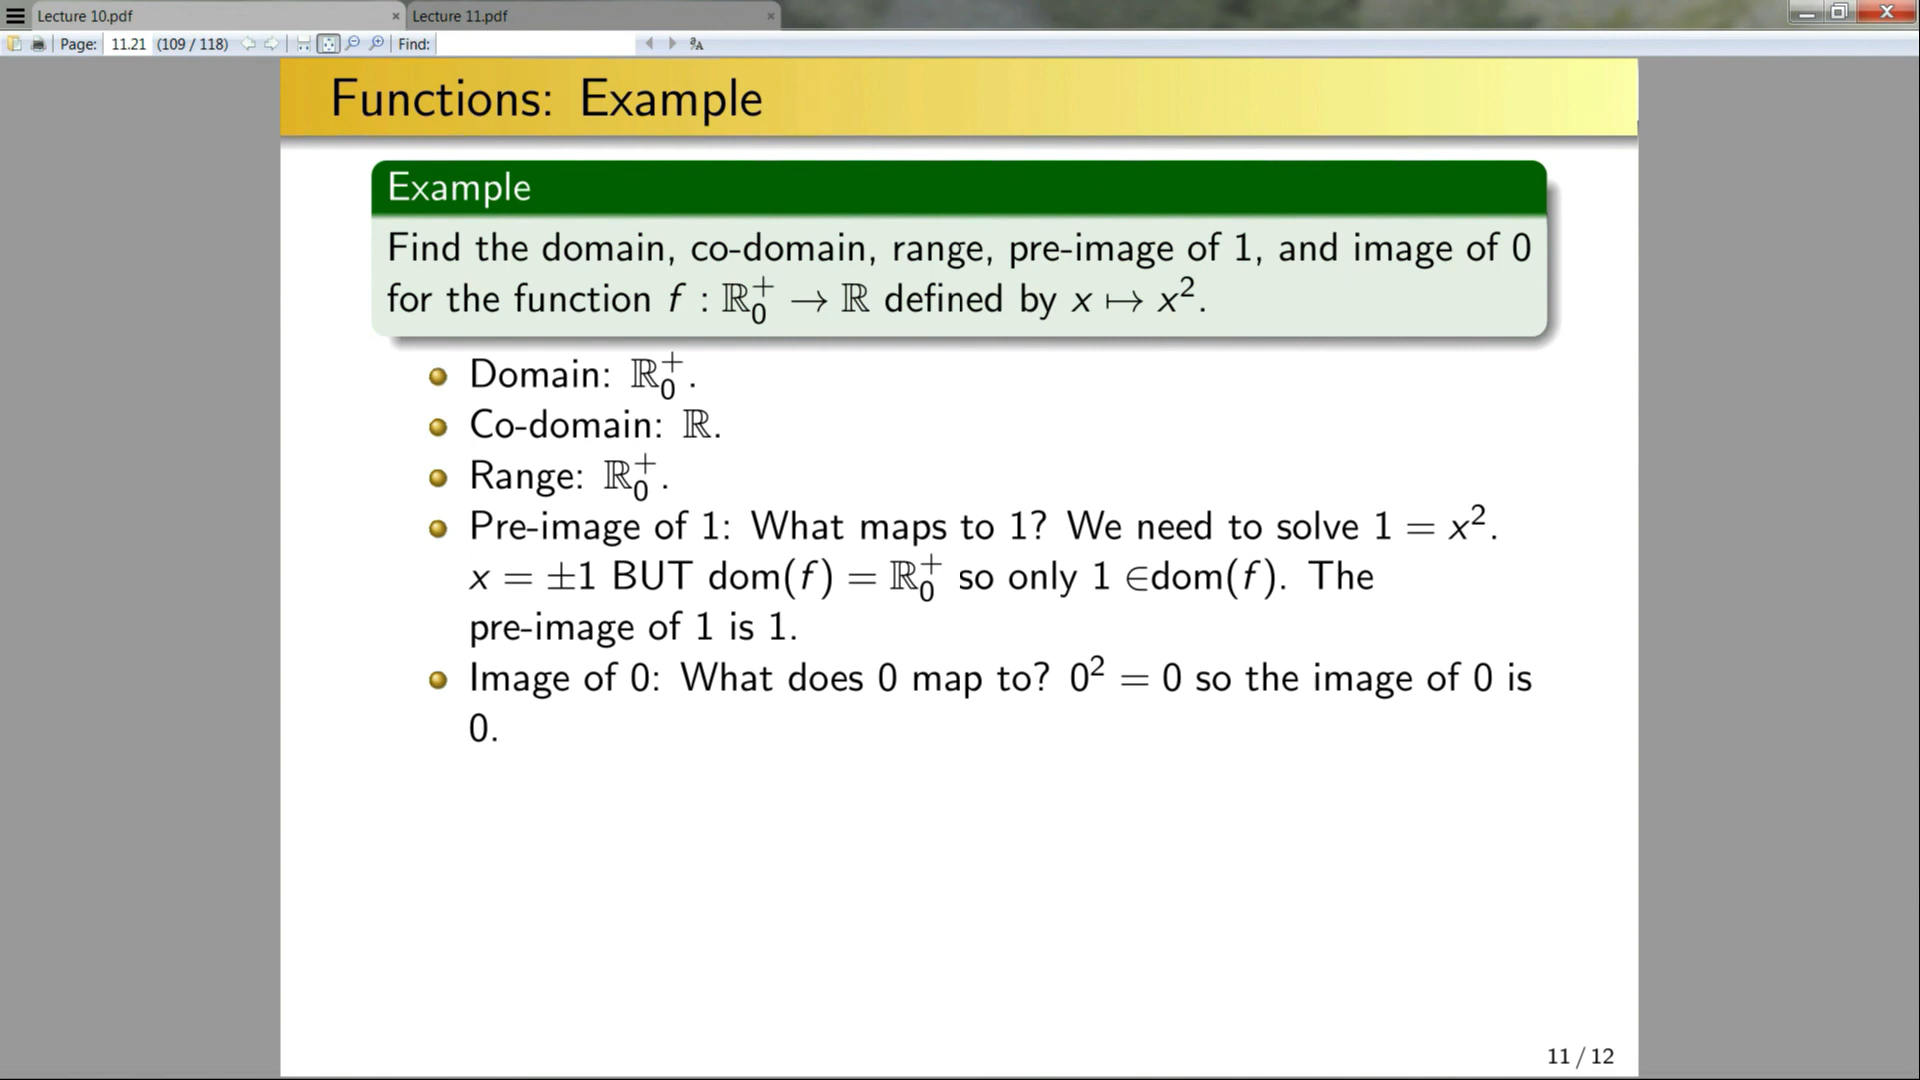 Lecture 10.pdf
Lecture 11.pdf
Page: 11.21 (109 / 118) Find:
Functions: Example
Example
Find the domain, co-domain, range, pre-image of 1, and image of 0
for the function f : ℝ₀⁺ → ℝ defined by x ↦ x².
Domain: ℝ₀⁺.
Co-domain: ℝ.
Range: ℝ₀⁺.
Pre-image of 1: What maps to 1? We need to solve 1 = x².
x = ±1 BUT dom(f) = ℝ₀⁺ so only 1 ∈dom(f). The
pre-image of 1 is 1.
Image of 0: What does 0 map to? 0² = 0 so the image of 0 is
0.
11 / 12